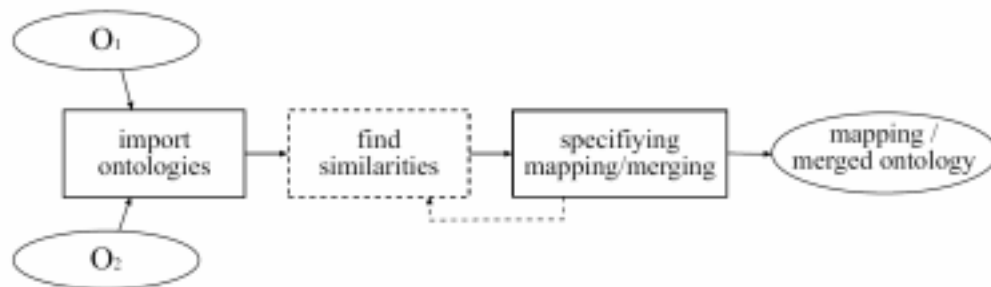 O₁
import
ontologies
find
similarities
specifiying
mapping/merging
mapping /
merged ontology
O₂